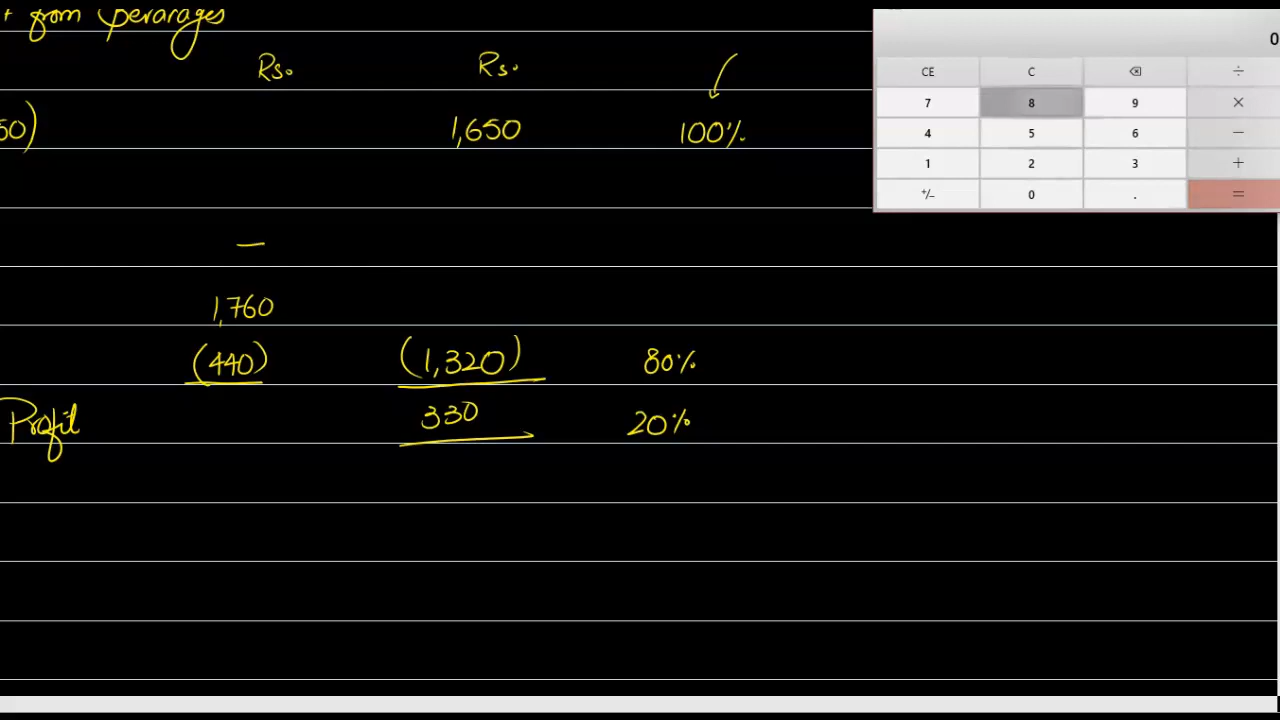 from perarages
Rs. Rs.
50) 1,650 100%
—
1,760
(440) (1,320) 80%
Profit 330 20%
0
CE C ÷
7 8 9 ×
4 5 6 −
1 2 3 +
+/− 0 . =